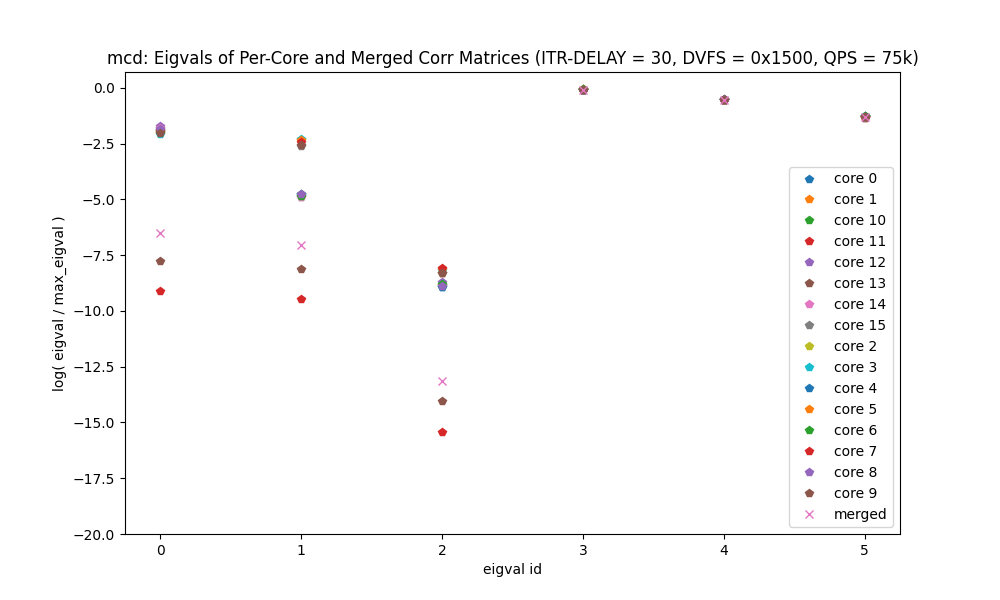 mcd: Eigvals of Per-Core and Merged Corr Matrices (ITR-DELAY = 30, DVFS = 0x1500, QPS = 75k)
log( eigval / max_eigval )
0.0
−2.5
−5.0
−7.5
−10.0
−12.5
−15.0
−17.5
−20.0
core 0
core 1
core 10
core 11
core 12
core 13
core 14
core 15
core 2
core 3
core 4
core 5
core 6
core 7
core 8
core 9
merged
0 1 2 3 4 5
eigval id